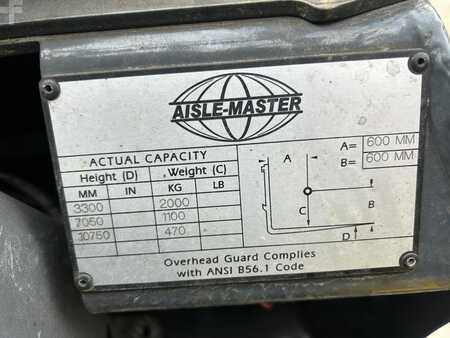 AISLE-MASTER
ACTUAL CAPACITY
Height (D) Weight (C)
MM IN KG LB
3300 2000
7050 1100
10750 470
A= 600 MM
B= 600 MM
A
C
B
D
Overhead Guard Complies
with ANSI B56.1 Code